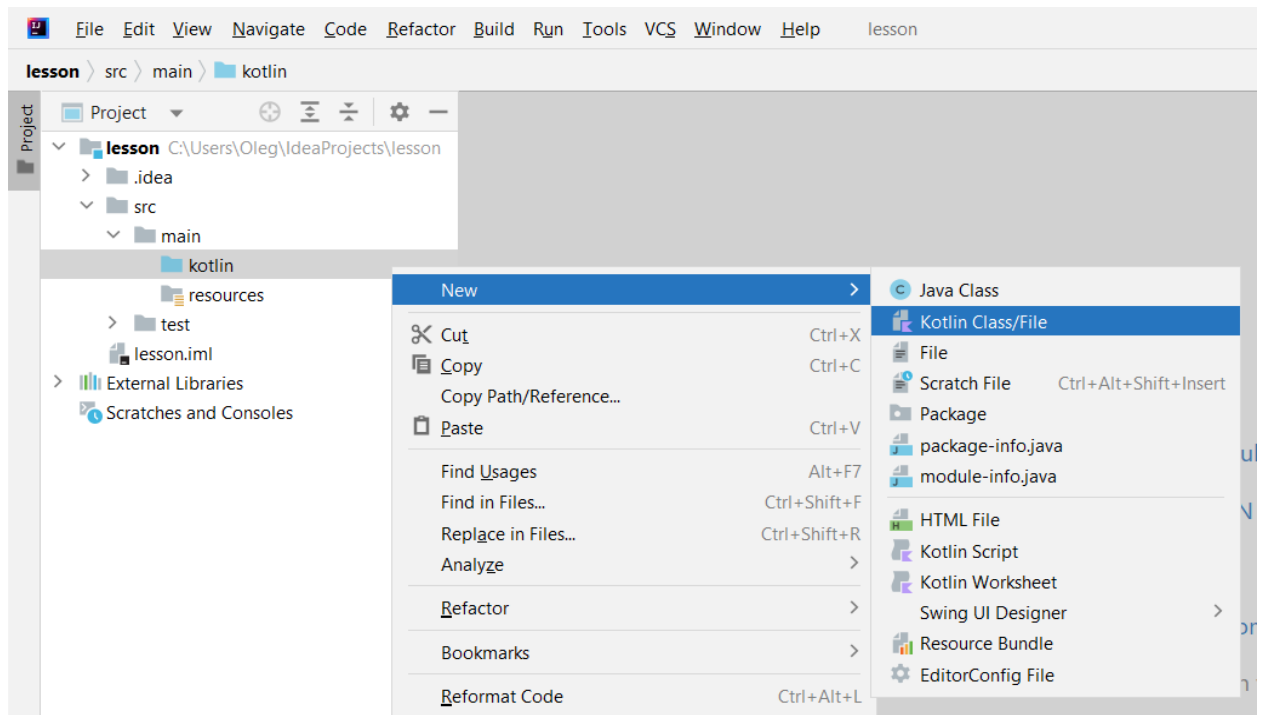 File Edit View Navigate Code Refactor Build Run Tools VCS Window Help lesson
lesson src main kotlin
Project
Project
lesson C:\Users\Oleg\IdeaProjects\lesson
.idea
src
main
kotlin
resources
test
lesson.iml
External Libraries
Scratches and Consoles
New
Cut Ctrl+X
Copy Ctrl+C
Copy Path/Reference...
Paste Ctrl+V
Find Usages Alt+F7
Find in Files... Ctrl+Shift+F
Replace in Files... Ctrl+Shift+R
Analyze
Refactor
Bookmarks
Reformat Code Ctrl+Alt+L
Java Class
Kotlin Class/File
File
Scratch File Ctrl+Alt+Shift+Insert
Package
package-info.java
module-info.java
HTML File
Kotlin Script
Kotlin Worksheet
Swing UI Designer
Resource Bundle
EditorConfig File